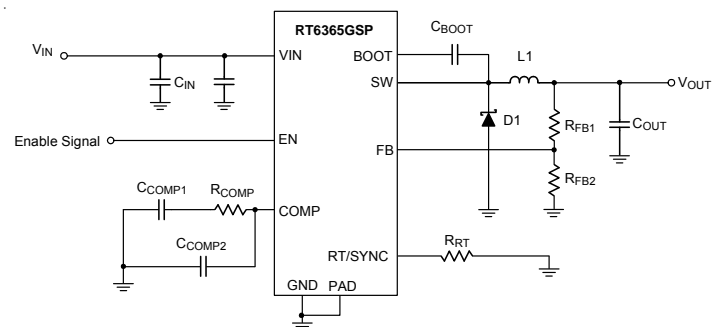 RT6365GSP
VIN
CIN
VIN
BOOT
CBOOT
L1
SW
VOUT
D1
RFB1
COUT
Enable Signal
EN
FB
RFB2
CCOMP1
RCOMP
COMP
CCOMP2
RT/SYNC
RRT
GND
PAD